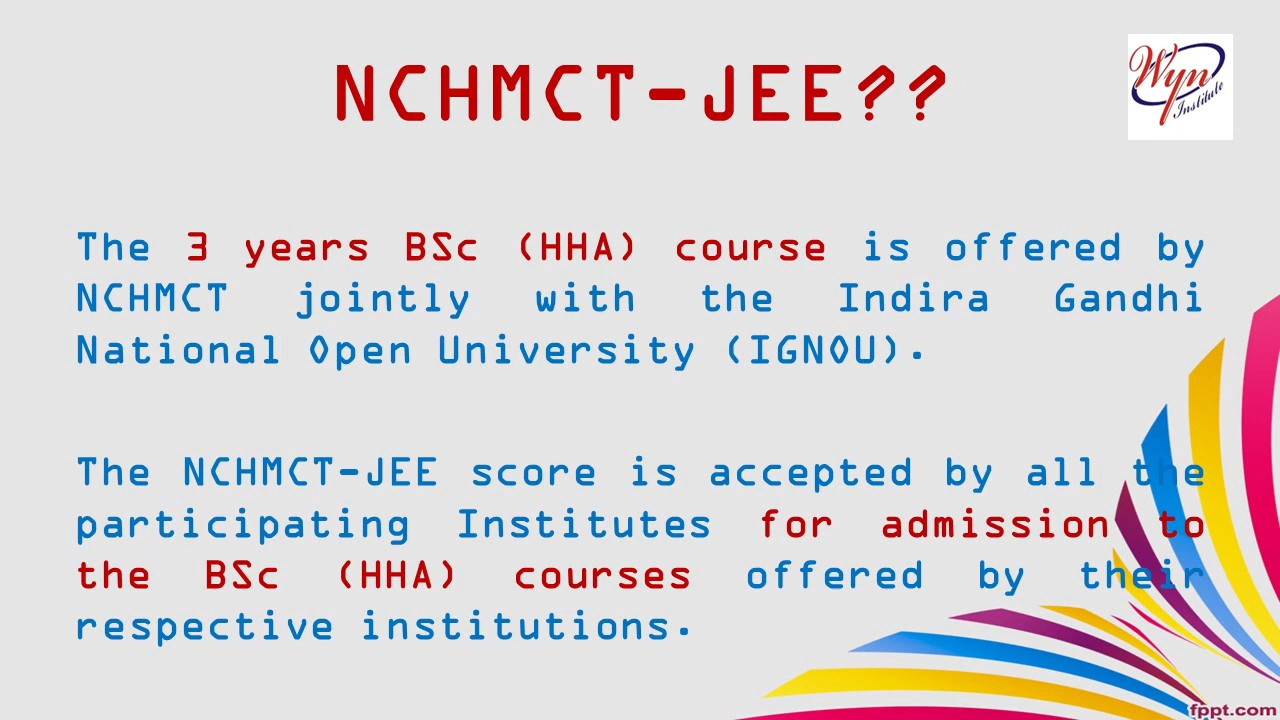 NCHMCT-JEE??
Wyn
Institute
The 3 years BSc (HHA) course is offered by
NCHMCT jointly with the Indira Gandhi
National Open University (IGNOU).
The NCHMCT-JEE score is accepted by all the
participating Institutes for admission to
the BSc (HHA) courses offered by their
respective institutions.
fppt.com